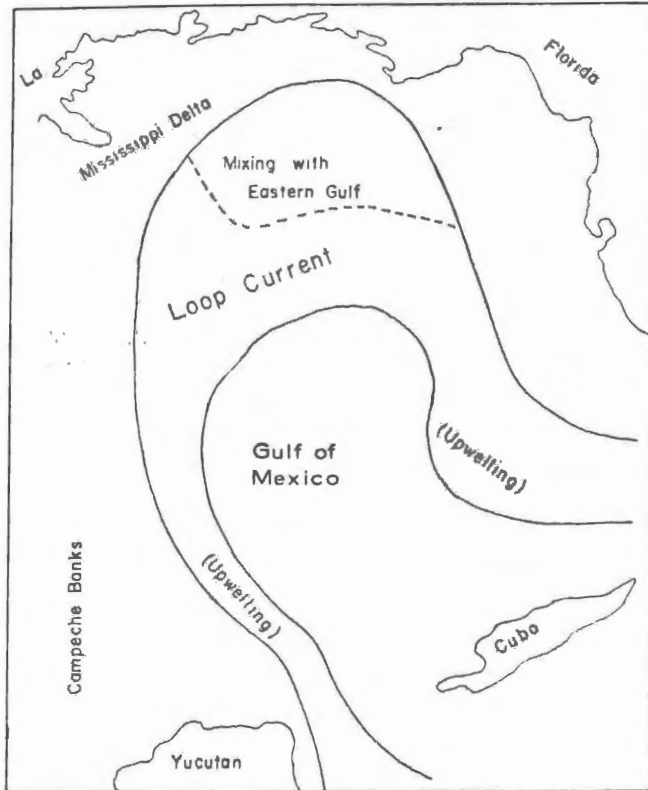 La
Florida
Mississippi Delta
Mixing with
Eastern Gulf
Loop Current
Gulf of
Mexico
(Upwelling)
(Upwelling)
Campeche Banks
Cuba
Yucutan